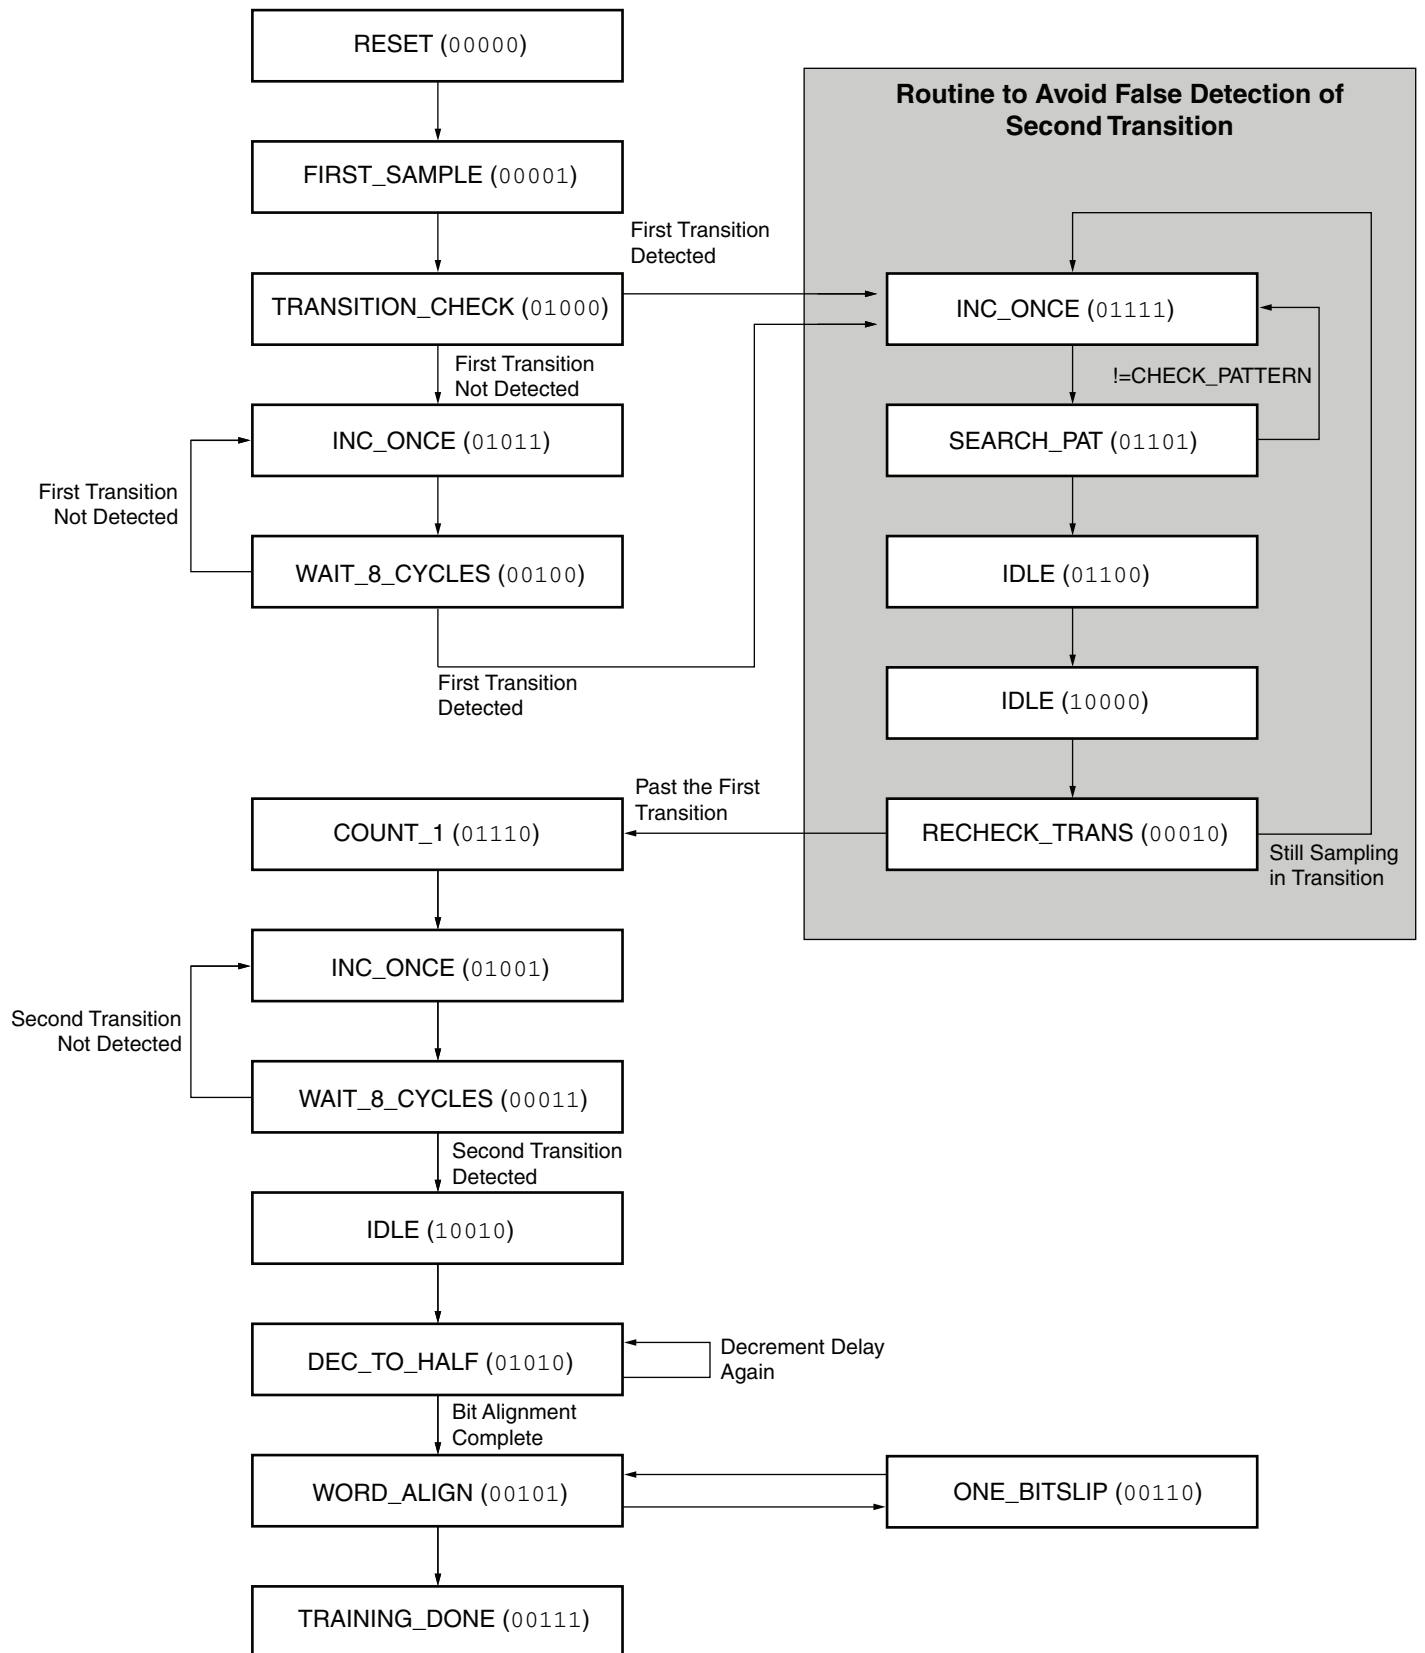 RESET (00000)
Routine to Avoid False Detection of
Second Transition
FIRST_SAMPLE (00001)
First Transition
Detected
TRANSITION_CHECK (01000)
INC_ONCE (01111)
First Transition
Not Detected
!=CHECK_PATTERN
INC_ONCE (01011)
SEARCH_PAT (01101)
First Transition
Not Detected
WAIT_8_CYCLES (00100)
IDLE (01100)
First Transition
Detected
IDLE (10000)
Past the First
Transition
COUNT_1 (01110)
RECHECK_TRANS (00010)
Still Sampling
in Transition
INC_ONCE (01001)
Second Transition
Not Detected
WAIT_8_CYCLES (00011)
Second Transition
Detected
IDLE (10010)
DEC_TO_HALF (01010)
Decrement Delay
Again
Bit Alignment
Complete
WORD_ALIGN (00101)
ONE_BITSLIP (00110)
TRAINING_DONE (00111)